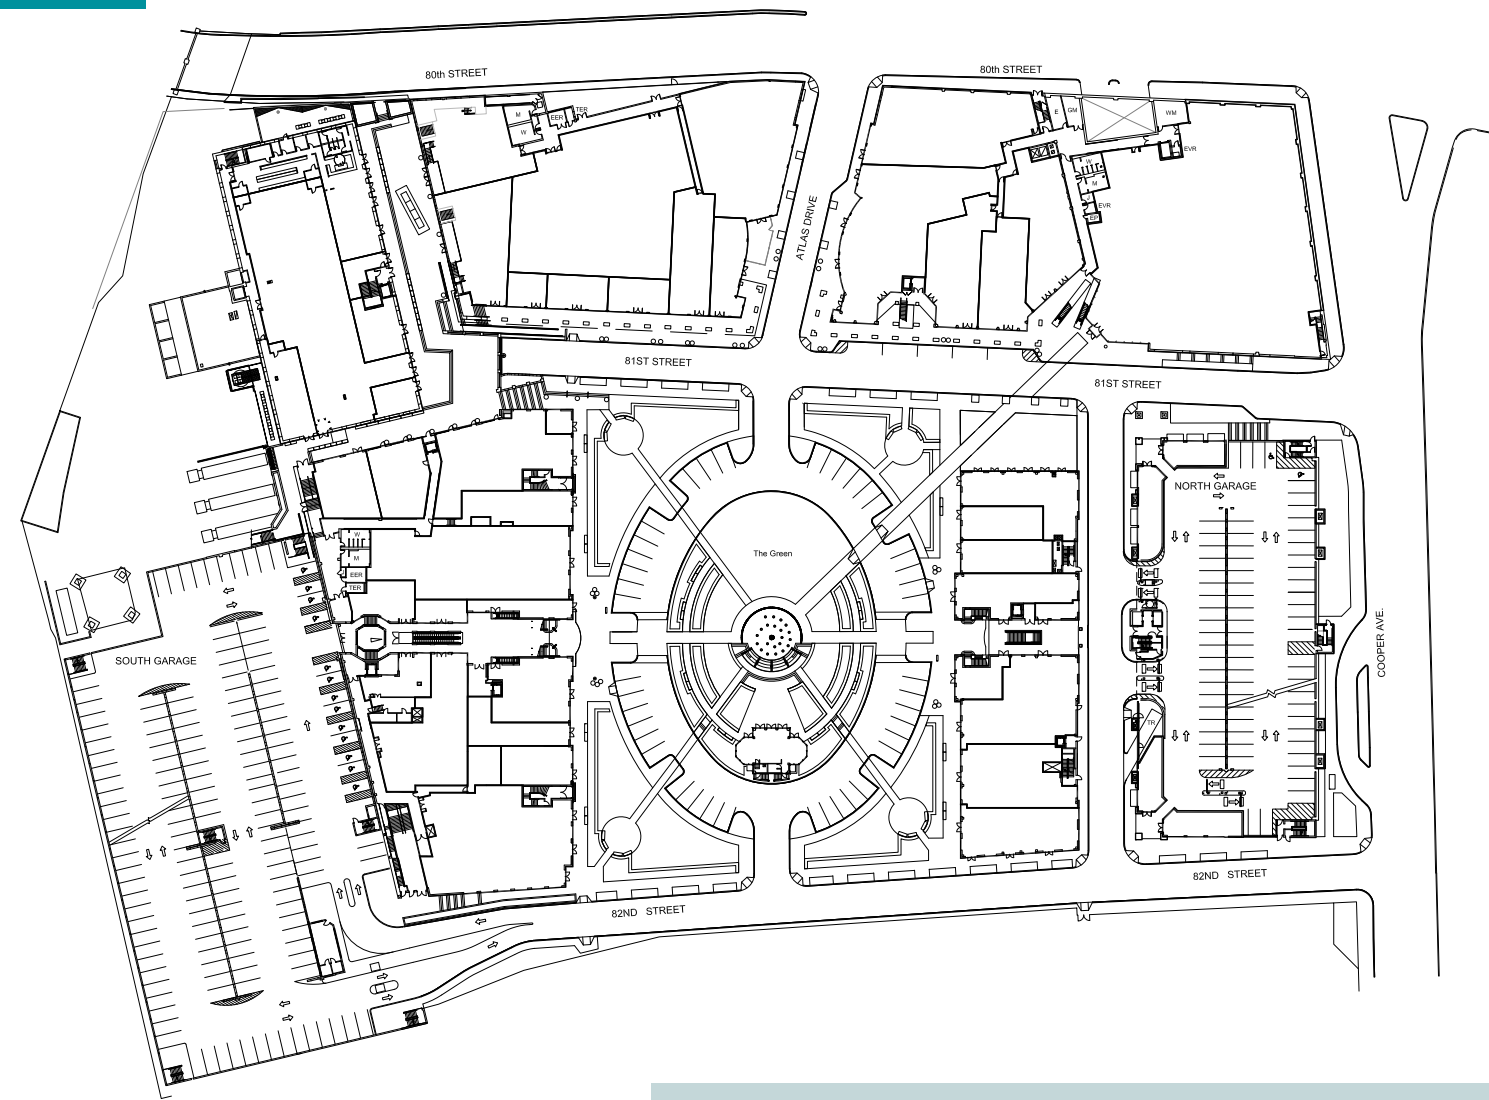 80th STREET
80th STREET
M
W
EER
TER
E
GM
WM
EVR
W
M
J
EVR
EP
ATLAS DRIVE
81ST STREET
81ST STREET
NORTH GARAGE
The Green
W
M
EER
TER
COOPER AVE.
SOUTH GARAGE
TR
82ND STREET
82ND STREET